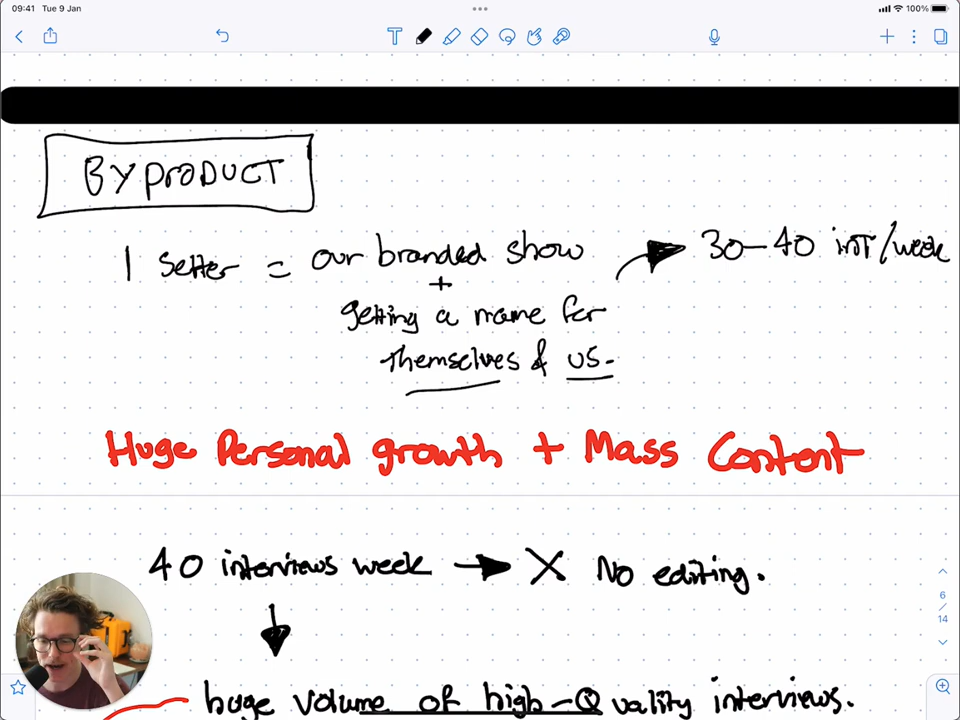 09:41 Tue 9 Jan
100%
BYPRODUCT
1 Setter = our branded show → 30-40 inT/week
+
getting a name for
themselves & us.
Huge Personal growth + Mass Content
40 interviews week → X No editing.
6
/
14
huge volume of high-Quality interviews.